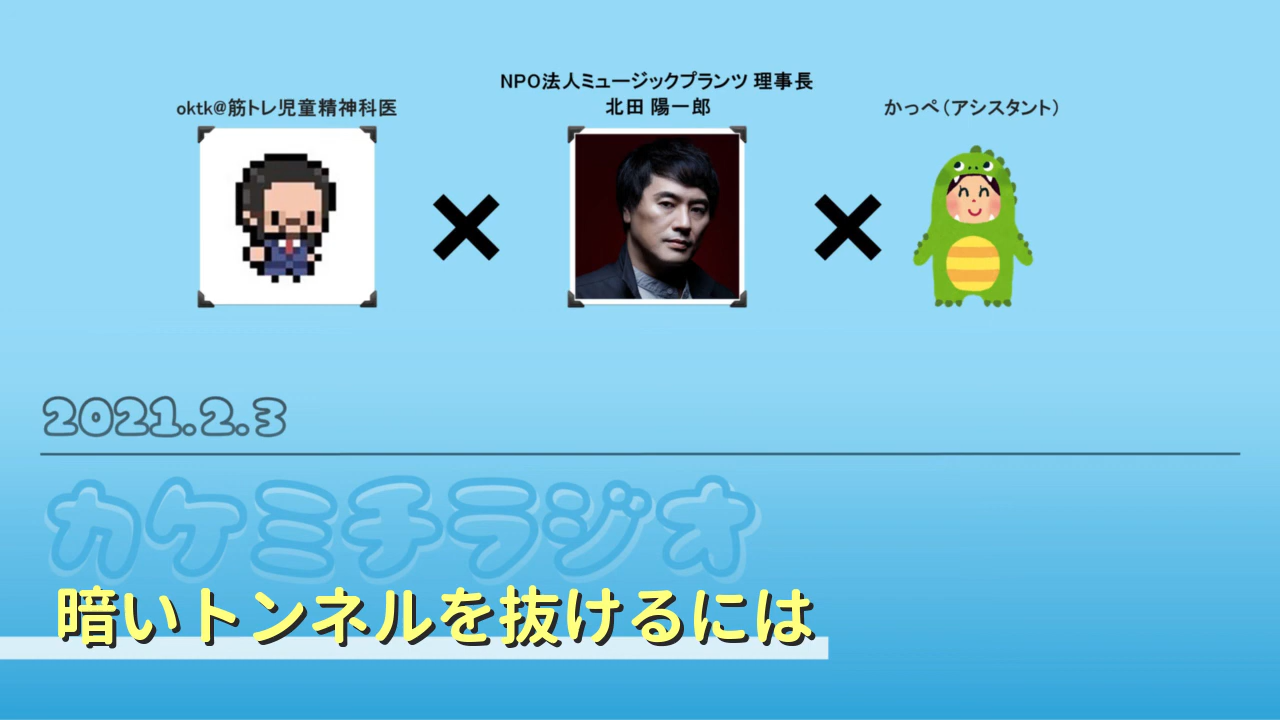 NPO法人ミュージックプランツ 理事長
oktk@筋トレ児童精神科医
北田 陽一郎
かっぺ（アシスタント）
2021.2.3
カケミチラジオ
暗いトンネルを抜けるには